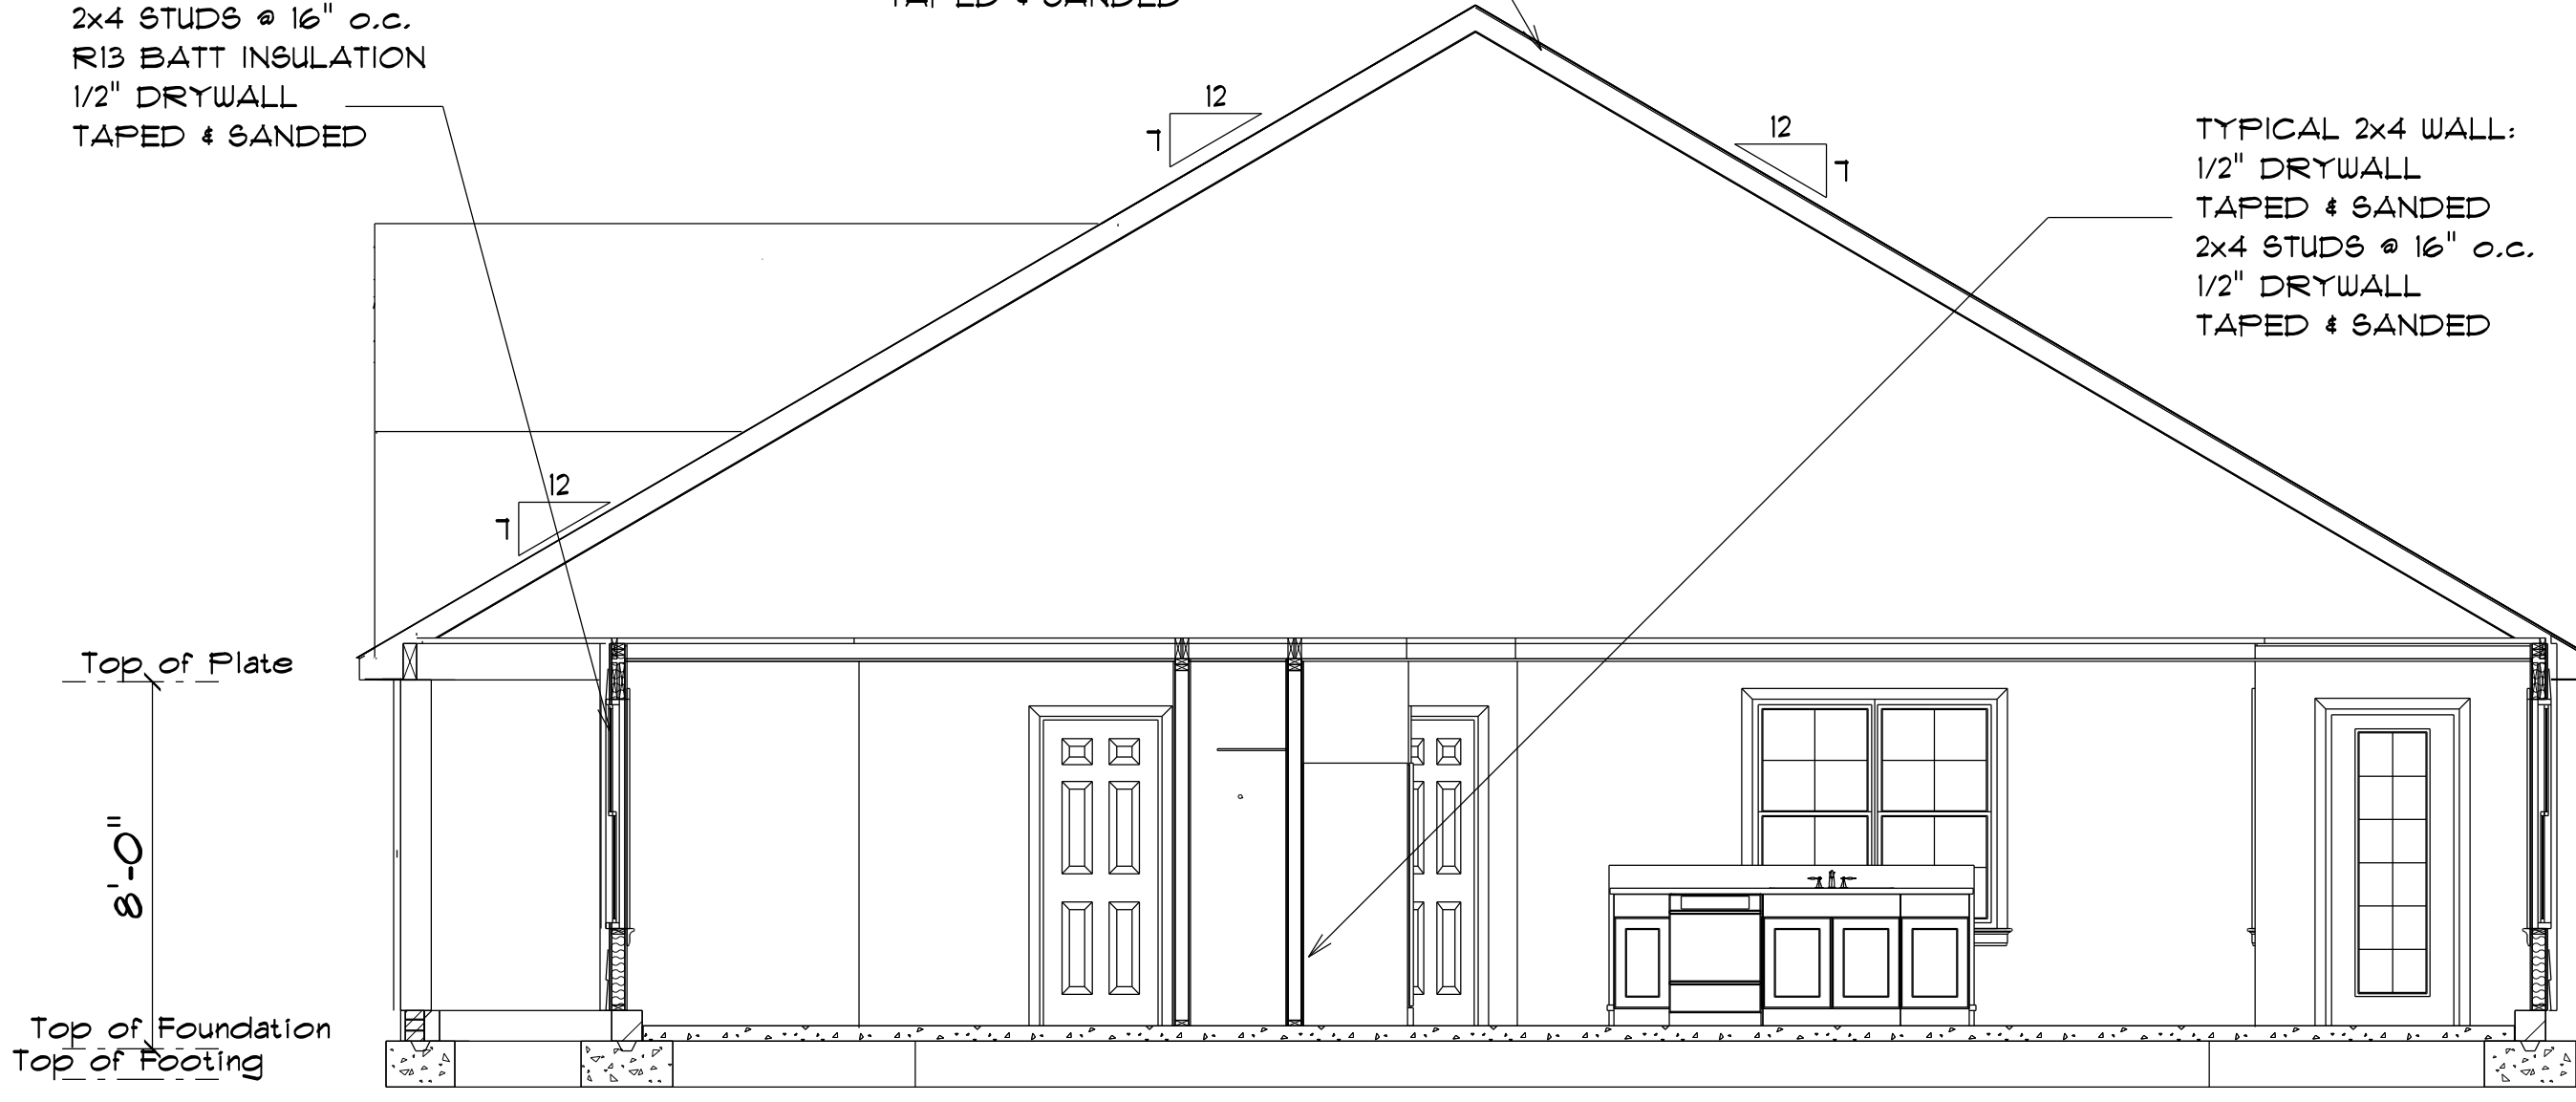 2x4 STUDS @ 16" o.c.
R13 BATT INSULATION
1/2" DRYWALL
TAPED & SANDED
TAPED & SANDED
12
7
12
7
TYPICAL 2x4 WALL:
1/2" DRYWALL
TAPED & SANDED
2x4 STUDS @ 16" o.c.
1/2" DRYWALL
TAPED & SANDED
12
7
Top of Plate
8'-0"
Top of Foundation
Top of Footing